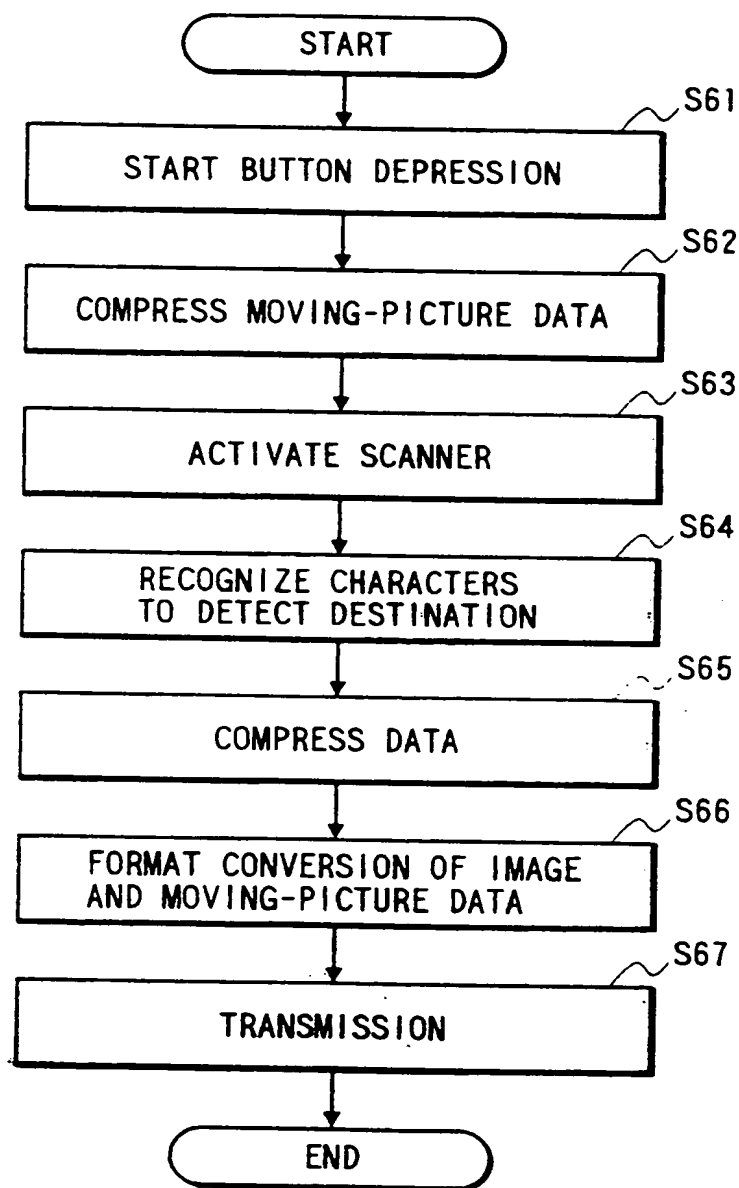 START
S61
START BUTTON DEPRESSION
S62
COMPRESS MOVING-PICTURE DATA
S63
ACTIVATE SCANNER
S64
RECOGNIZE CHARACTERS
TO DETECT DESTINATION
S65
COMPRESS DATA
S66
FORMAT CONVERSION OF IMAGE
AND MOVING-PICTURE DATA
S67
TRANSMISSION
END